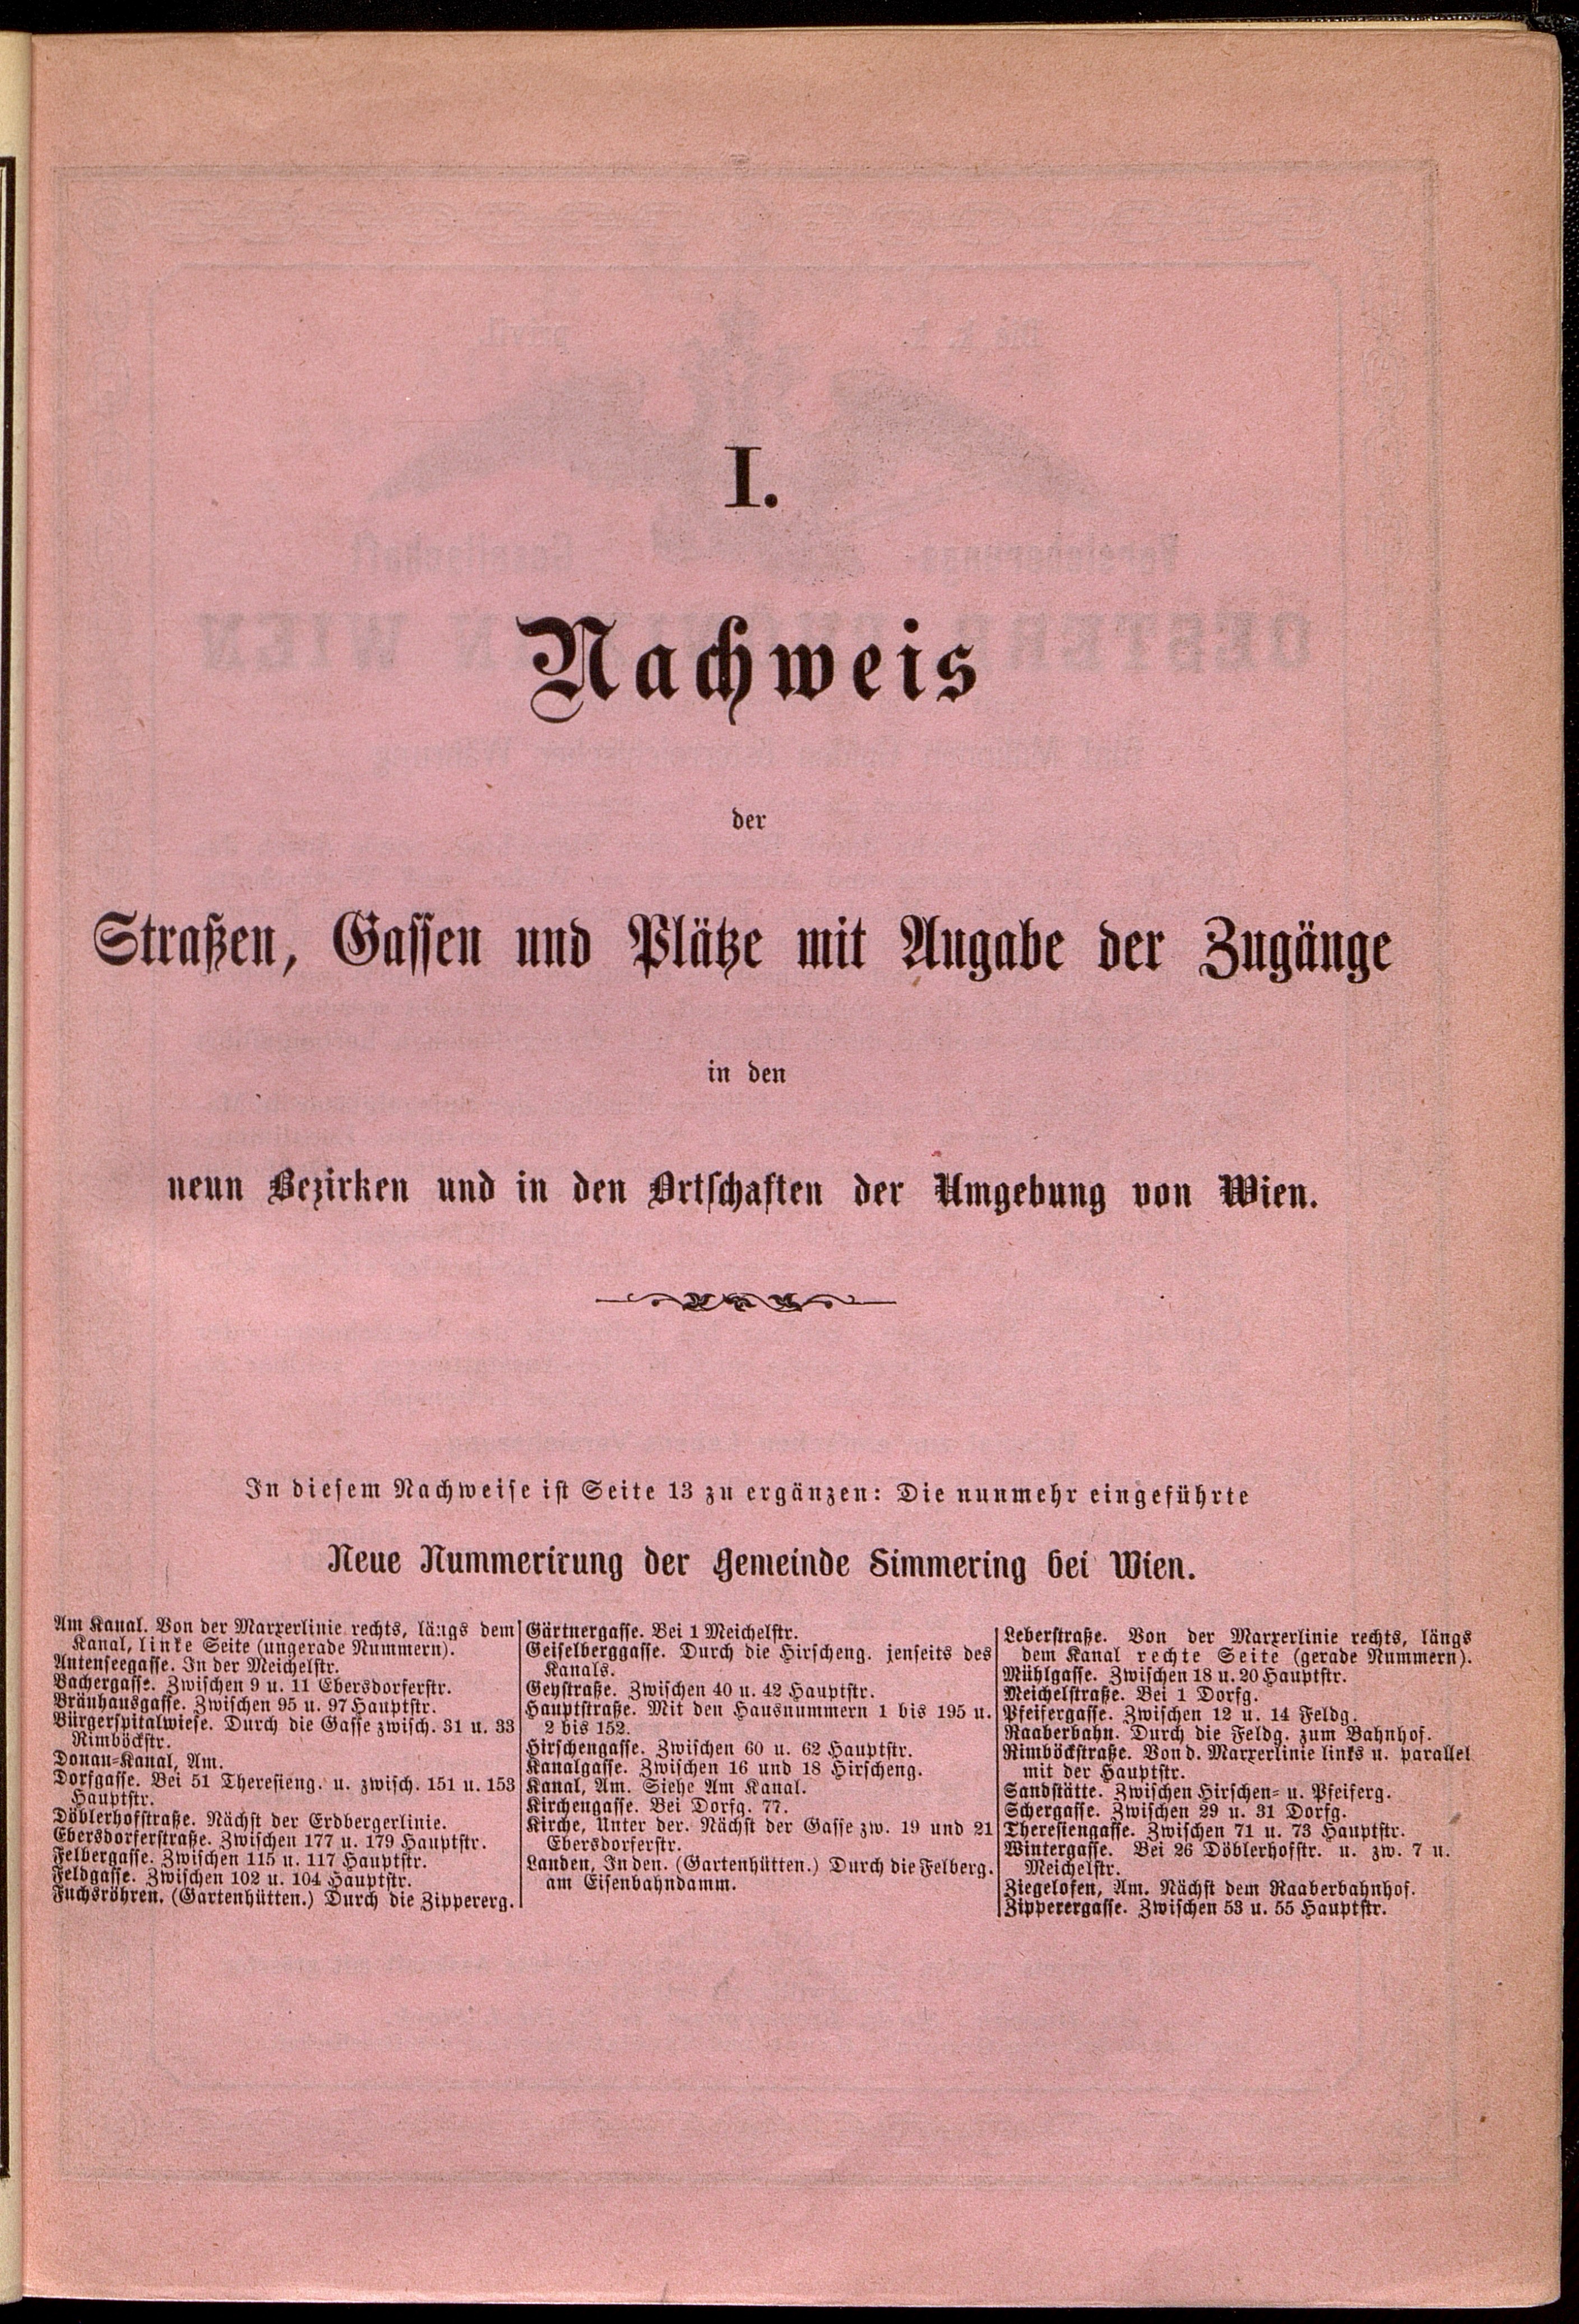 I.
Nachweis
der
Straßen, Gassen und Plätze mit Angabe der Zugänge
in den
neun Bezirken und in den Ortschaften der Umgebung von Wien.
In diesem Nachweise ist Seite 13 zu ergänzen: Die nunmehr eingeführte
Neue Nummerirung der Gemeinde Simmering bei Wien.
Am Kanal. Von der Marxerlinie rechts, längs dem
Kanal, linke Seite (ungerade Nummern).
Antenseegasse. In der Meichelstr.
Bachergasse. Zwischen 9 u. 11 Ebersdorferstr.
Bräuhausgasse. Zwischen 95 u. 97 Hauptstr.
Bürgerspitalwiese. Durch die Gasse zwisch. 31 u. 33
Rimböckstr.
Donau-Kanal, Am.
Dorfgasse. Bei 51 Theresieng. u. zwisch. 151 u. 153
Hauptstr.
Döblerhofstraße. Nächst der Erdbergerlinie.
Ebersdorferstraße. Zwischen 177 u. 179 Hauptstr.
Felbergasse. Zwischen 115 u. 117 Hauptstr.
Feldgasse. Zwischen 102 u. 104 Hauptstr.
Fuchsröhren. (Gartenhütten.) Durch die Zippererg.
Gärtnergasse. Bei 1 Meichelstr.
Geiselberggasse. Durch die Hirscheng. jenseits des
Kanals.
Geystraße. Zwischen 40 u. 42 Hauptstr.
Hauptstraße. Mit den Hausnummern 1 bis 195 u.
2 bis 152.
Hirschengasse. Zwischen 60 u. 62 Hauptstr.
Kanalgasse. Zwischen 16 und 18 Hirscheng.
Kanal, Am. Siehe Am Kanal.
Kirchengasse. Bei Dorfg. 77.
Kirche, Unter der. Nächst der Gasse zw. 19 und 21
Ebersdorferstr.
Landen, In den. (Gartenhütten.) Durch die Felberg.
am Eisenbahndamm.
Leberstraße. Von der Marxerlinie rechts, längs
dem Kanal rechte Seite (gerade Nummern).
Mühlgasse. Zwischen 18 u. 20 Hauptstr.
Meichelstraße. Bei 1 Dorfg.
Pfeifergasse. Zwischen 12 u. 14 Feldg.
Raaberbahn. Durch die Feldg. zum Bahnhof.
Rimböckstraße. Von d. Marxerlinie links u. parallel
mit der Hauptstr.
Sandstätte. Zwischen Hirschen- u. Pfeiferg.
Schergasse. Zwischen 29 u. 31 Dorfg.
Theresiengasse. Zwischen 71 u. 73 Hauptstr.
Wintergasse. Bei 26 Döblerhofstr. u. zw. 7 u.
Meichelstr.
Ziegelofen, Am. Nächst dem Raaberbahnhof.
Zipperergasse. Zwischen 53 u. 55 Hauptstr.